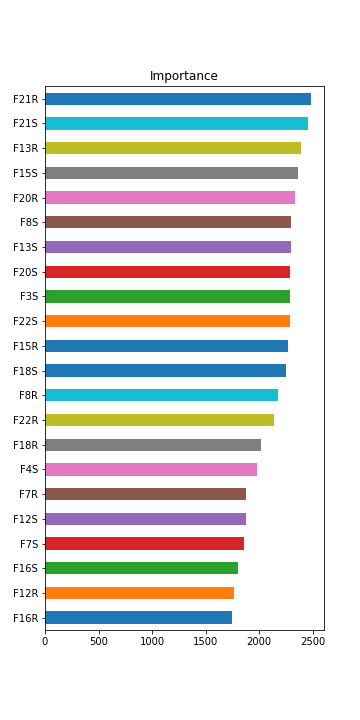 Importance
F21R
F21S
F13R
F15S
F20R
F8S
F13S
F20S
F3S
F22S
F15R
F18S
F8R
F22R
F18R
F4S
F7R
F12S
F7S
F16S
F12R
F16R
0 500 1000 1500 2000 2500